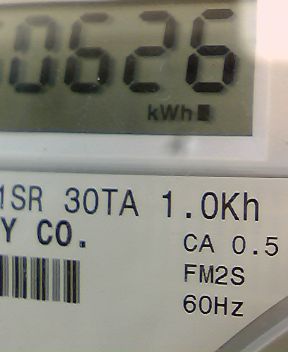 0626
kWh
1SR 30TA 1.0Kh
Y CO.
CA 0.5
FM2S
60Hz